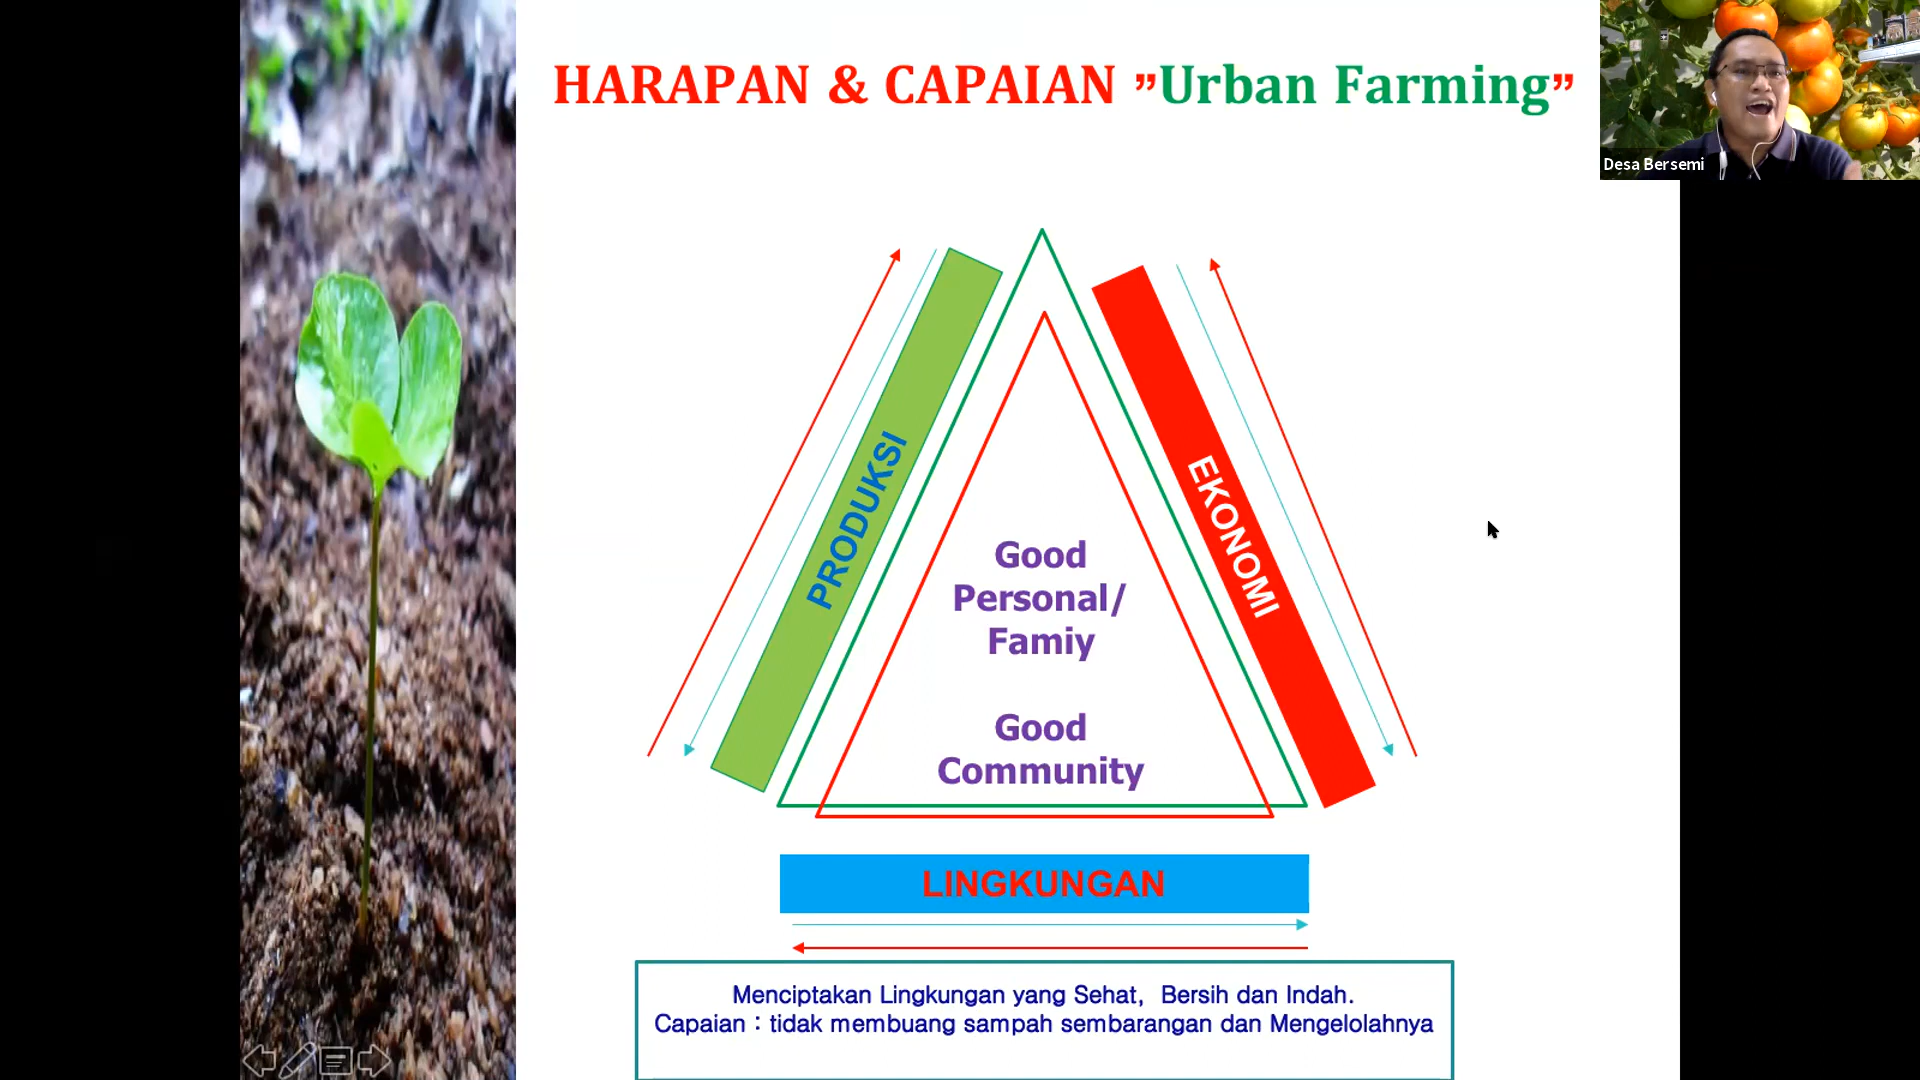 HARAPAN & CAPAIAN ”Urban Farming”
Desa Bersemi
PRODUKSI
EKONOMI
Good
Personal/
Famiy
Good
Community
LINGKUNGAN
Menciptakan Lingkungan yang Sehat, Bersih dan Indah.
Capaian : tidak membuang sampah sembarangan dan Mengelolahnya